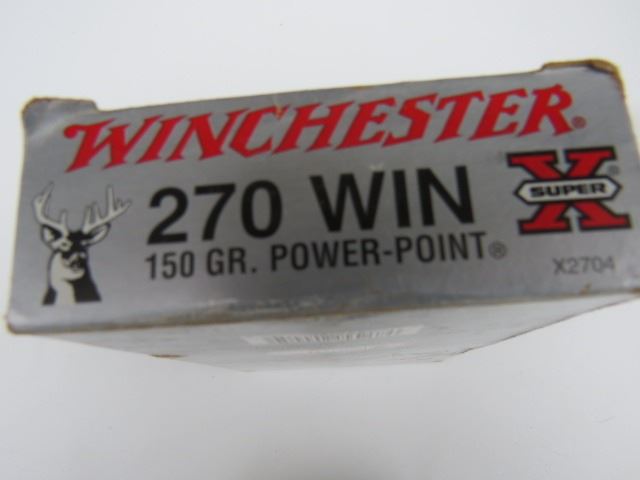 WINCHESTER®
270 WIN
150 GR. POWER-POINT®
SUPER X
X2704